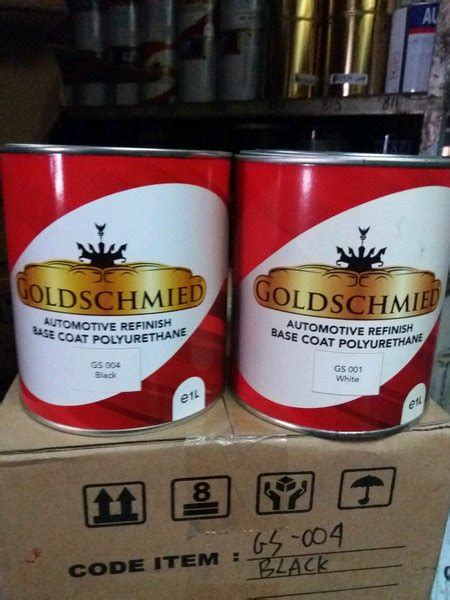 GOLDSCHMIED
AUTOMOTIVE REFINISH
BASE COAT POLYURETHANE
GS 004
Black
e1L
GOLDSCHMIED
AUTOMOTIVE REFINISH
BASE COAT POLYURETHANE
GS 001
White
e1L
8
CODE ITEM : GS-004
BLACK